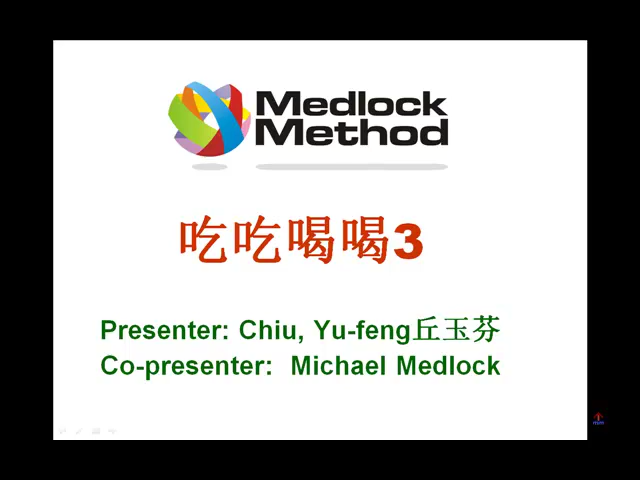 Medlock
Method
吃吃喝喝3
Presenter: Chiu, Yu-feng丘玉芬
Co-presenter: Michael Medlock